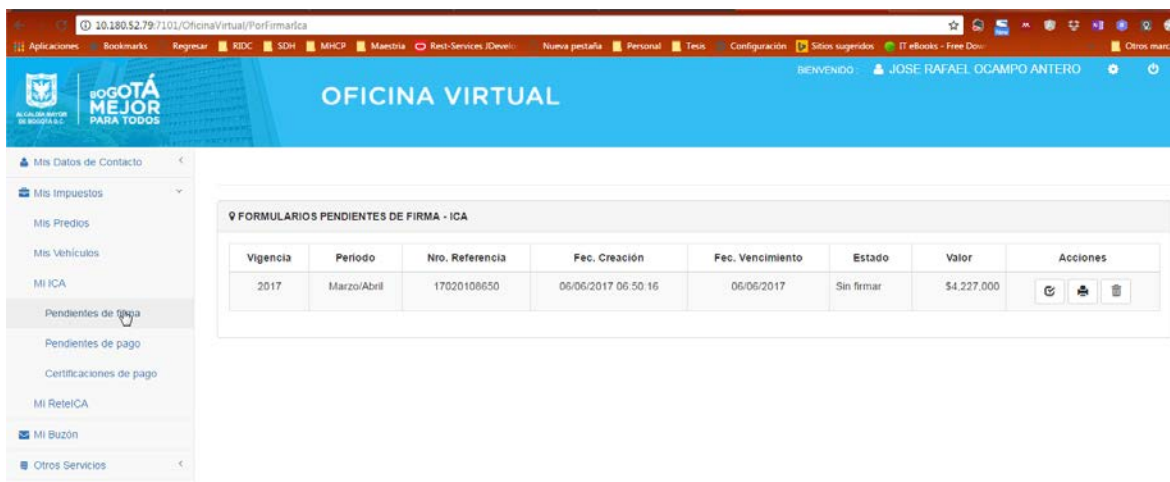 10.180.52.79:7101/OficinaVirtual/PorFirmarIca
Aplicaciones Bookmarks Regresar RIDC SDH MHCP Maestria Rest-Services JDevelo Nueva pestaña Personal Tesis Configuración Sitios sugeridos IT eBooks - Free Dow Otros marc
BIENVENIDO: JOSE RAFAEL OCAMPO ANTERO
ALCALDÍA MAYOR
DE BOGOTÁ D.C.
BOGOTÁ
MEJOR
PARA TODOS
OFICINA VIRTUAL
Mis Datos de Contacto
Mis Impuestos
Mis Predios
Mis Vehículos
Mi ICA
Pendientes de firma
Pendientes de pago
Certificaciones de pago
Mi ReteICA
Mi Buzón
Otros Servicios
FORMULARIOS PENDIENTES DE FIRMA - ICA
Vigencia Periodo Nro. Referencia Fec. Creación Fec. Vencimiento Estado Valor Acciones
2017 Marzo/Abril 17020108650 06/06/2017 06:50:16 06/06/2017 Sin firmar $4,227,000